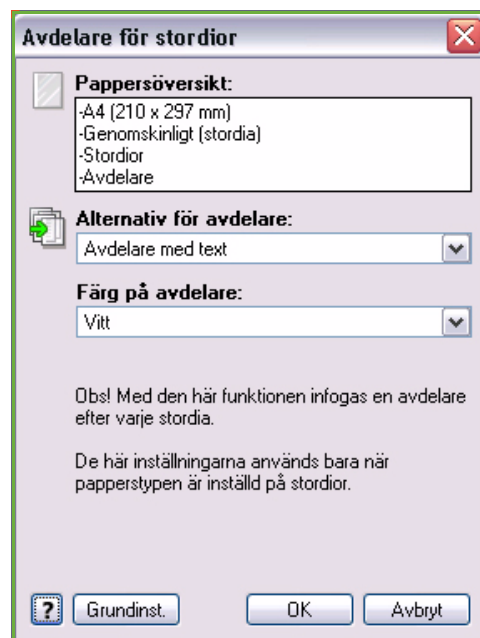 Avdelare för stordior
Pappersöversikt:
-A4 (210 x 297 mm)
-Genomskinligt (stordia)
-Stordior
-Avdelare
Alternativ för avdelare:
Avdelare med text
Färg på avdelare:
Vitt
Obs! Med den här funktionen infogas en avdelare
efter varje stordia.
De här inställningarna används bara när
papperstypen är inställd på stordior.
? Grundinst. OK Avbryt